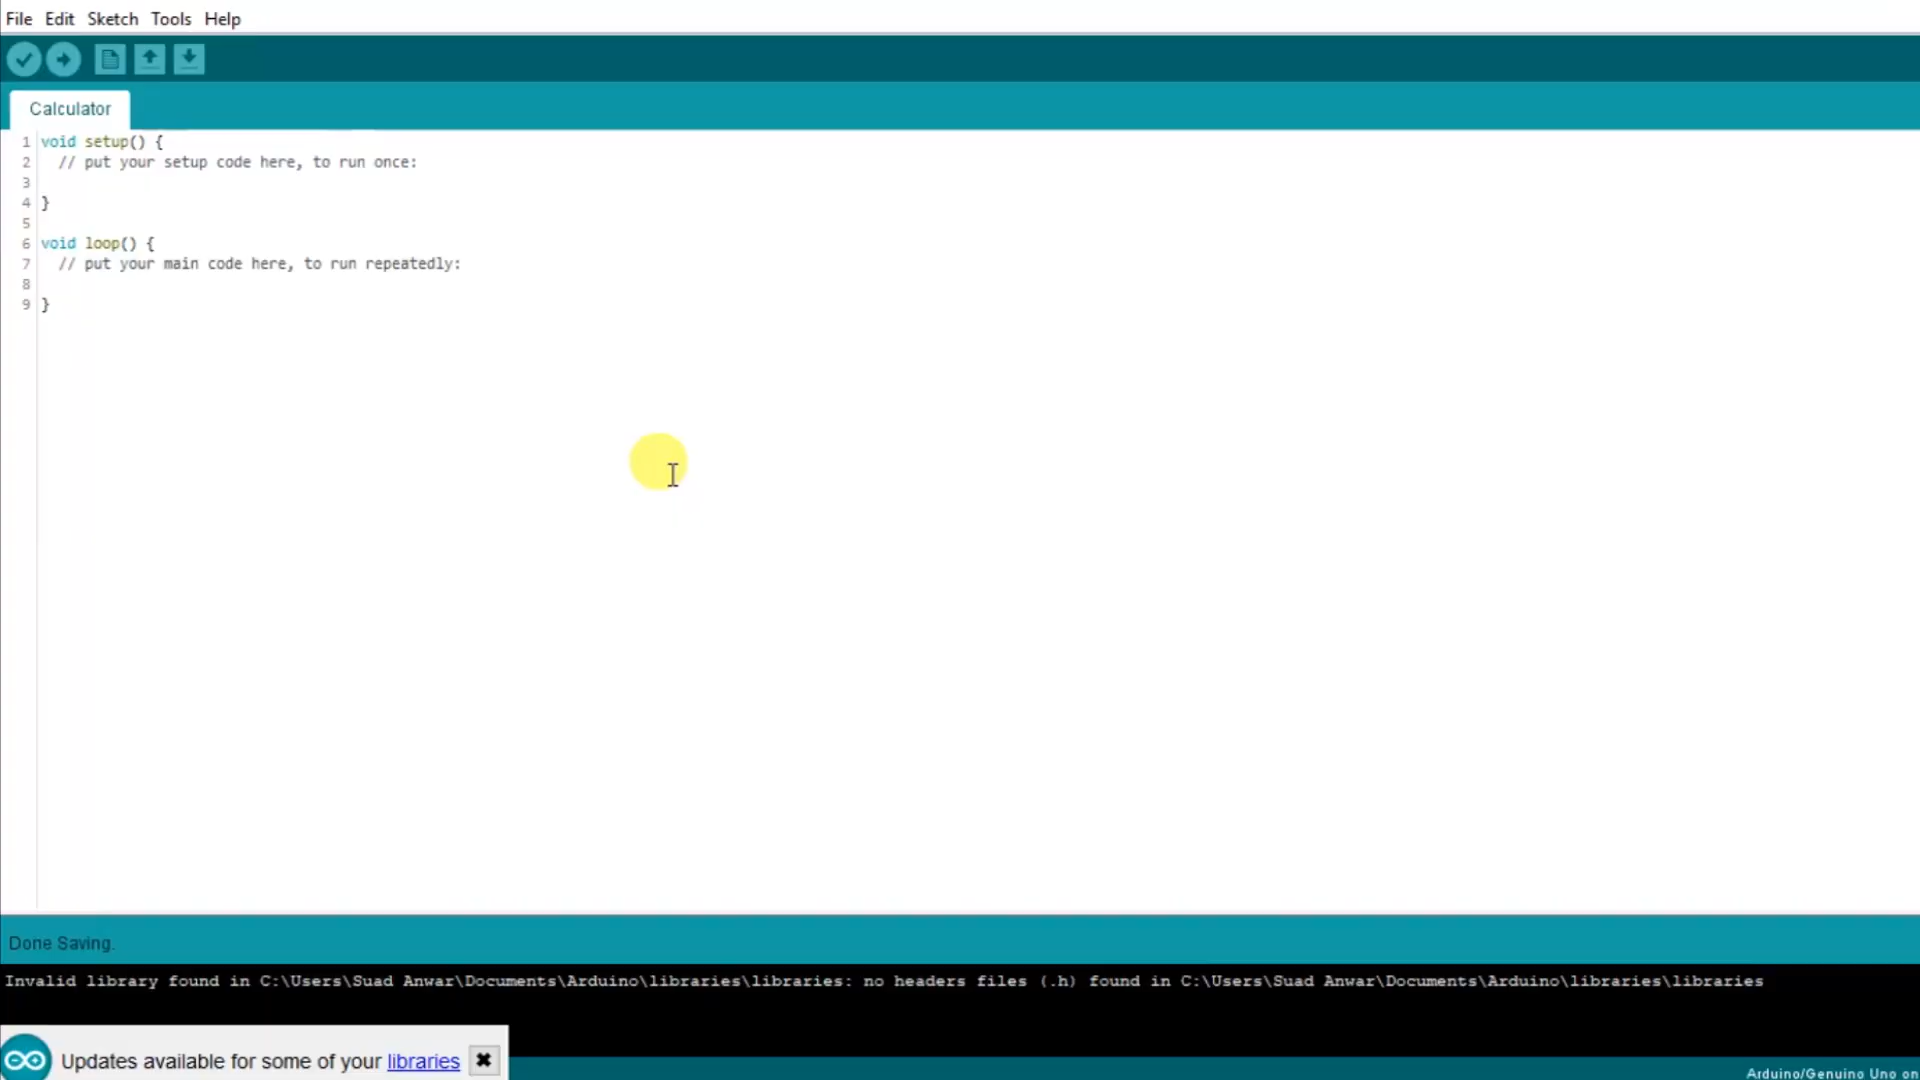 File Edit Sketch Tools Help
Calculator
1 void setup() {
2 // put your setup code here, to run once:
3
4 }
5
6 void loop() {
7 // put your main code here, to run repeatedly:
8
9 }
Done Saving.
Invalid library found in C:\Users\Suad Anwar\Documents\Arduino\libraries\libraries: no headers files (.h) found in C:\Users\Suad Anwar\Documents\Arduino\libraries\libraries
Updates available for some of your libraries
Arduino/Genuino Uno on